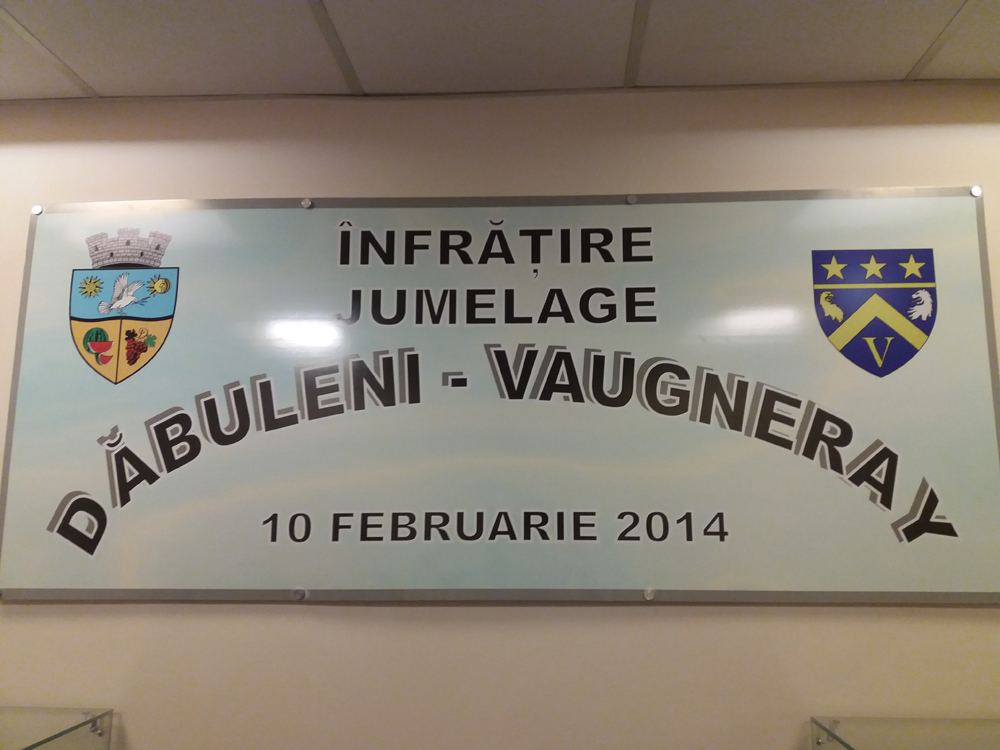 ÎNFRĂȚIRE
JUMELAGE
DĂBULENI - VAUGNERAY
10 FEBRUARIE 2014
V